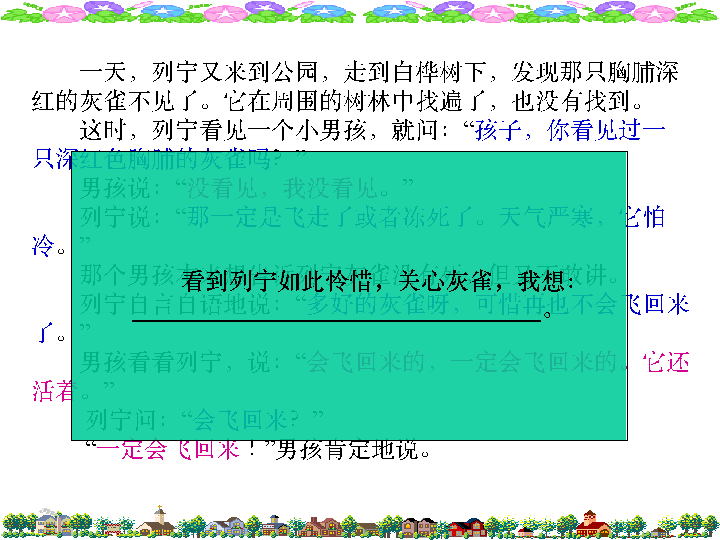 一天，列宁又来到公园，走到白桦树下，发现那只胸脯深
红的灰雀不见了。它在周围的树林中找遍了，也没有找到。
这时，列宁看见一个小男孩，就问：“孩子，你看见过一
只深红色胸脯的灰雀吗？”
男孩说：“没看见，我没看见。”
列宁说：“那一定是飞走了或者冻死了。天气严寒，它怕
冷。”
那个男孩
看到列宁如此怜惜，关心灰雀，我想：
列宁自言自语地说：“多好的灰雀呀，可惜再也不会飞回来
了。”
。
男孩看看列宁，说：“会飞回来的，一定会飞回来的。它还
活着。”
列宁问：“会飞回来？”
“一定会飞回来！”男孩肯定地说。